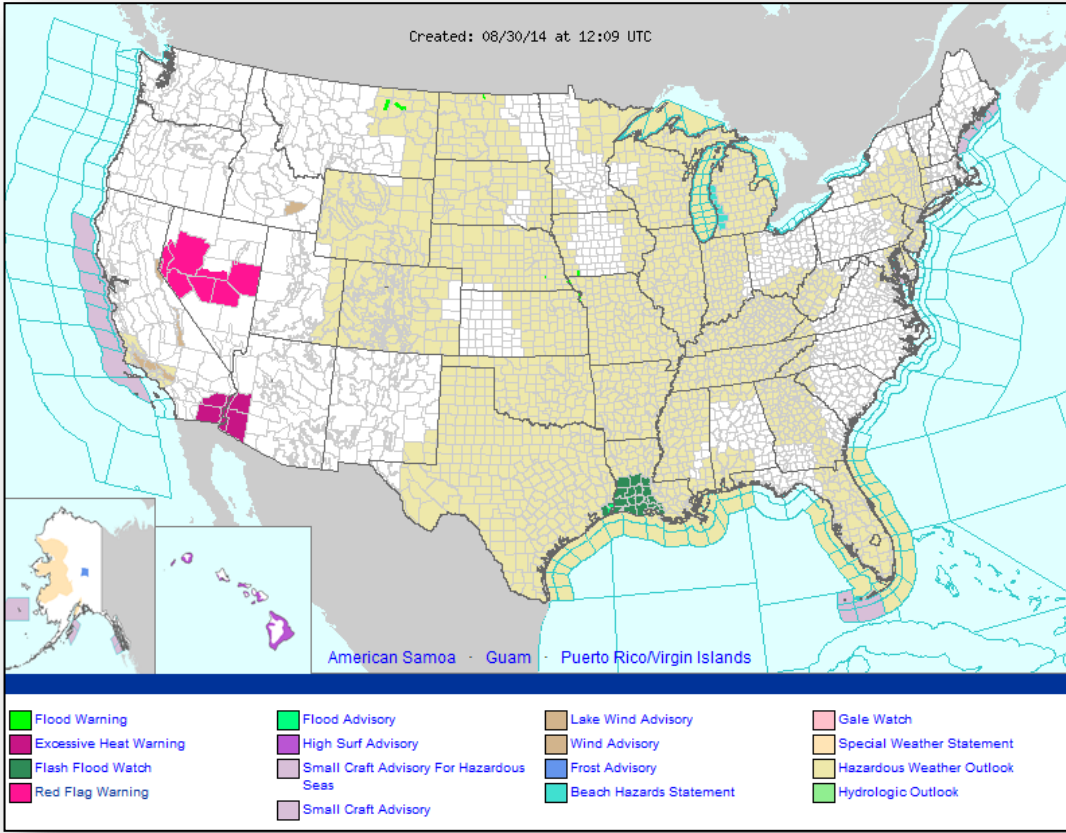 Created: 08/30/14 at 12:09 UTC
American Samoa - Guam - Puerto Rico/Virgin Islands
Flood Warning
Excessive Heat Warning
Flash Flood Watch
Red Flag Warning
Flood Advisory
High Surf Advisory
Small Craft Advisory For Hazardous
Seas
Small Craft Advisory
Lake Wind Advisory
Wind Advisory
Frost Advisory
Beach Hazards Statement
Gale Watch
Special Weather Statement
Hazardous Weather Outlook
Hydrologic Outlook